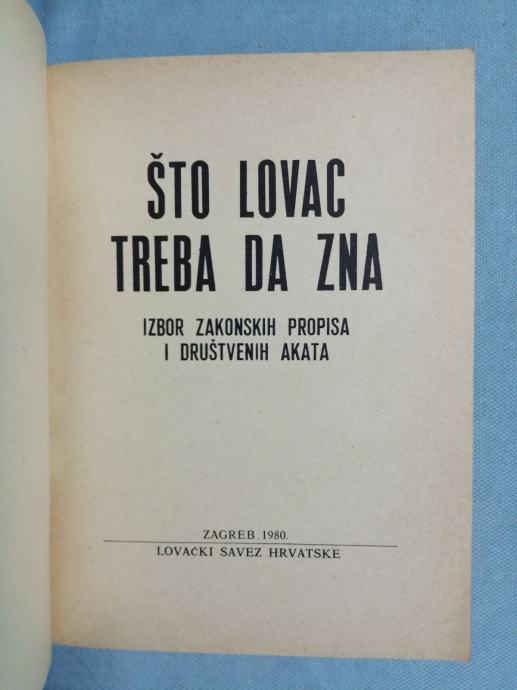 ŠTO LOVAC
TREBA DA ZNA
IZBOR ZAKONSKIH PROPISA
I DRUŠTVENIH AKATA
ZAGREB 1980.
LOVAČKI SAVEZ HRVATSKE